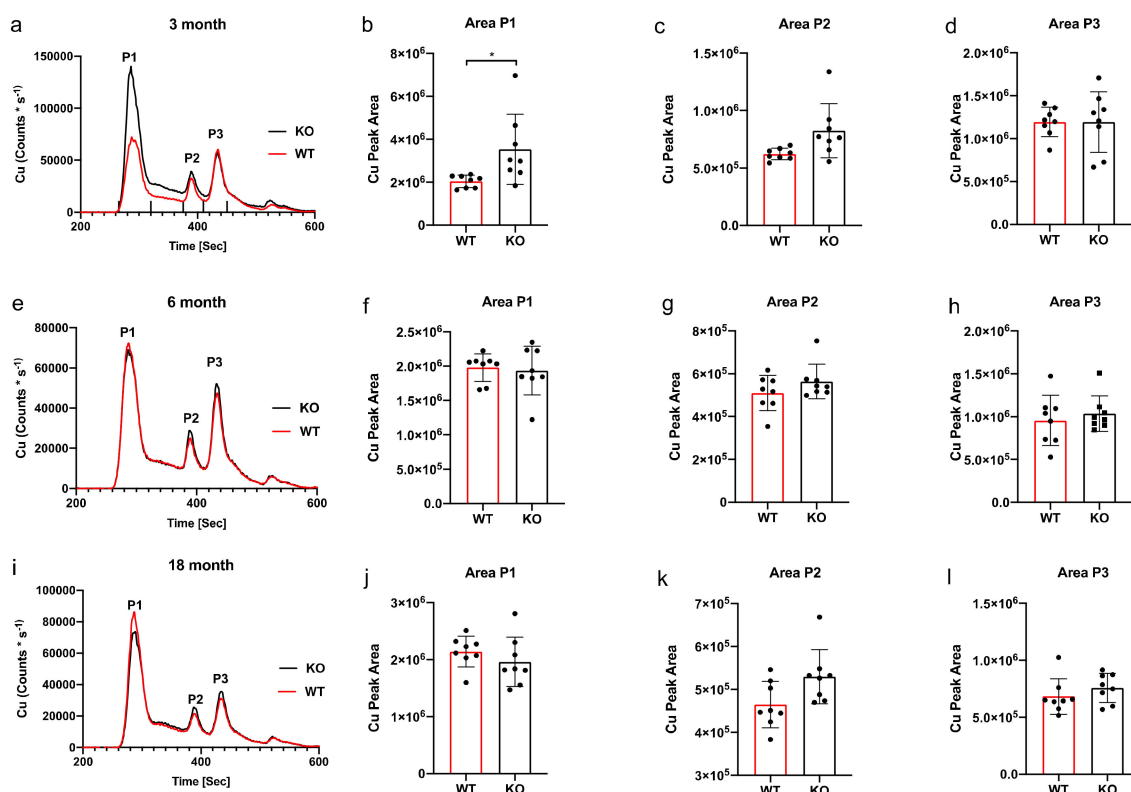 a
3 month
150000
100000
50000
0
Cu (Counts * s⁻¹)
P1
P2
P3
KO
WT
200
400
600
Time [Sec]
b
Area P1
8×10⁶
6×10⁶
4×10⁶
2×10⁶
0
Cu Peak Area
*
WT
KO
c
Area P2
1.5×10⁶
1.0×10⁶
5.0×10⁵
0.0
Cu Peak Area
WT
KO
d
Area P3
2.0×10⁶
1.5×10⁶
1.0×10⁶
5.0×10⁵
0.0
Cu Peak Area
WT
KO
e
6 month
80000
60000
40000
20000
0
Cu (Counts * s⁻¹)
P1
P2
P3
KO
WT
200
400
600
Time [Sec]
f
Area P1
2.5×10⁶
2.0×10⁶
1.5×10⁶
1.0×10⁶
5.0×10⁵
0.0
Cu Peak Area
WT
KO
g
Area P2
8×10⁵
6×10⁵
4×10⁵
2×10⁵
0
Cu Peak Area
WT
KO
h
Area P3
2.0×10⁶
1.5×10⁶
1.0×10⁶
5.0×10⁵
0.0
Cu Peak Area
WT
KO
i
18 month
100000
80000
60000
40000
20000
0
Cu (Counts * s⁻¹)
P1
P2
P3
KO
WT
200
400
600
Time [Sec]
j
Area P1
3×10⁶
2×10⁶
1×10⁶
0
Cu Peak Area
WT
KO
k
Area P2
7×10⁵
6×10⁵
5×10⁵
4×10⁵
3×10⁵
Cu Peak Area
WT
KO
l
Area P3
1.5×10⁶
1.0×10⁶
5.0×10⁵
0.0
Cu Peak Area
WT
KO